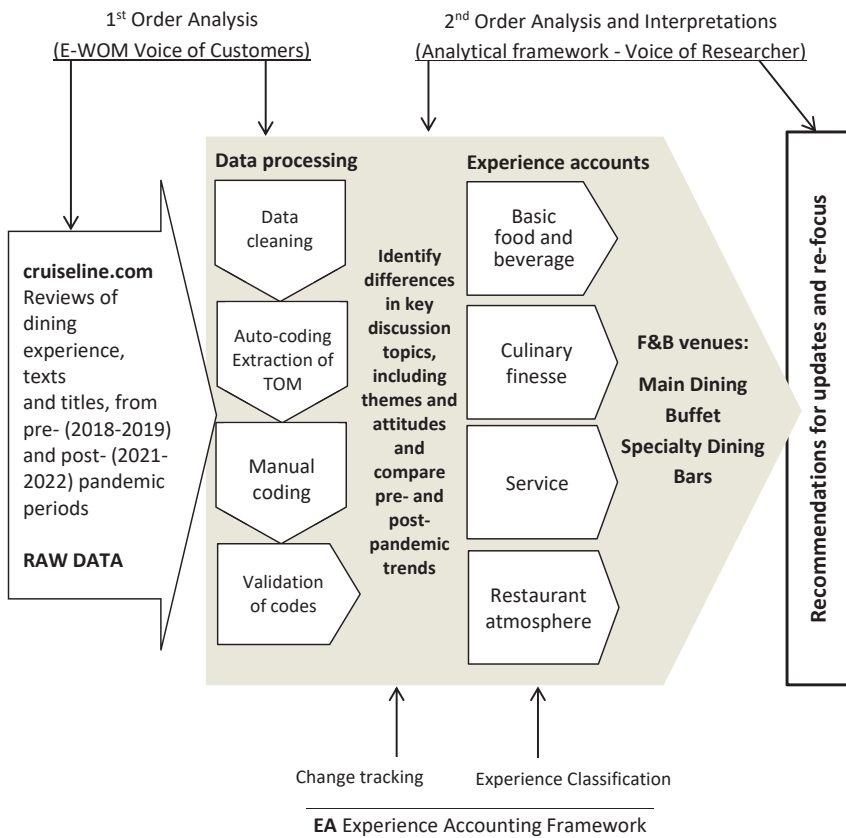 1st Order Analysis
(E-WOM Voice of Customers)
2nd Order Analysis and Interpretations
(Analytical framework - Voice of Researcher)
cruiseline.com
Reviews of
dining
experience,
texts
and titles, from
pre- (2018-2019)
and post- (2021-
2022) pandemic
periods
RAW DATA
Data processing
Data
cleaning
Auto-coding
Extraction of
TOM
Manual
coding
Validation
of codes
Identify
differences
in key
discussion
topics,
including
themes and
attitudes and
compare
pre- and
post-
pandemic
trends
Experience accounts
Basic
food and
beverage
Culinary
finesse
Service
Restaurant
atmosphere
F&B venues:
Main Dining
Buffet
Specialty Dining
Bars
Recommendations for updates and re-focus
Change tracking
Experience Classification
EA Experience Accounting Framework